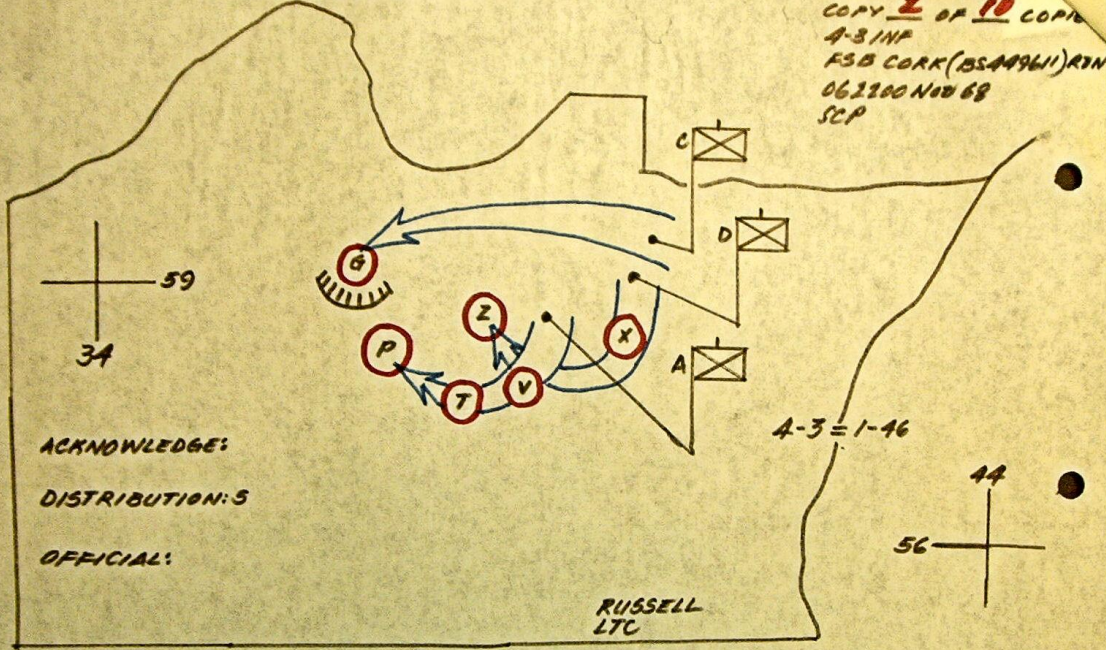 COPY 2 OF 10 COPIE
4-3 INF
FSB CORK (BS449611) RVN
062200 NOV 68
SCP
C
D
G
59
34
Z
X
P
A
V
T
4-3 = 1-46
ACKNOWLEDGE:
44
DISTRIBUTION: S
56
OFFICIAL:
RUSSELL
LTC